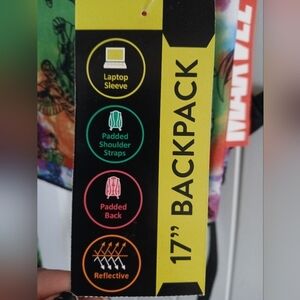 Laptop
Sleeve
Padded
Shoulder
Straps
Padded
Back
Reflective
17” BACKPACK
MARVEL